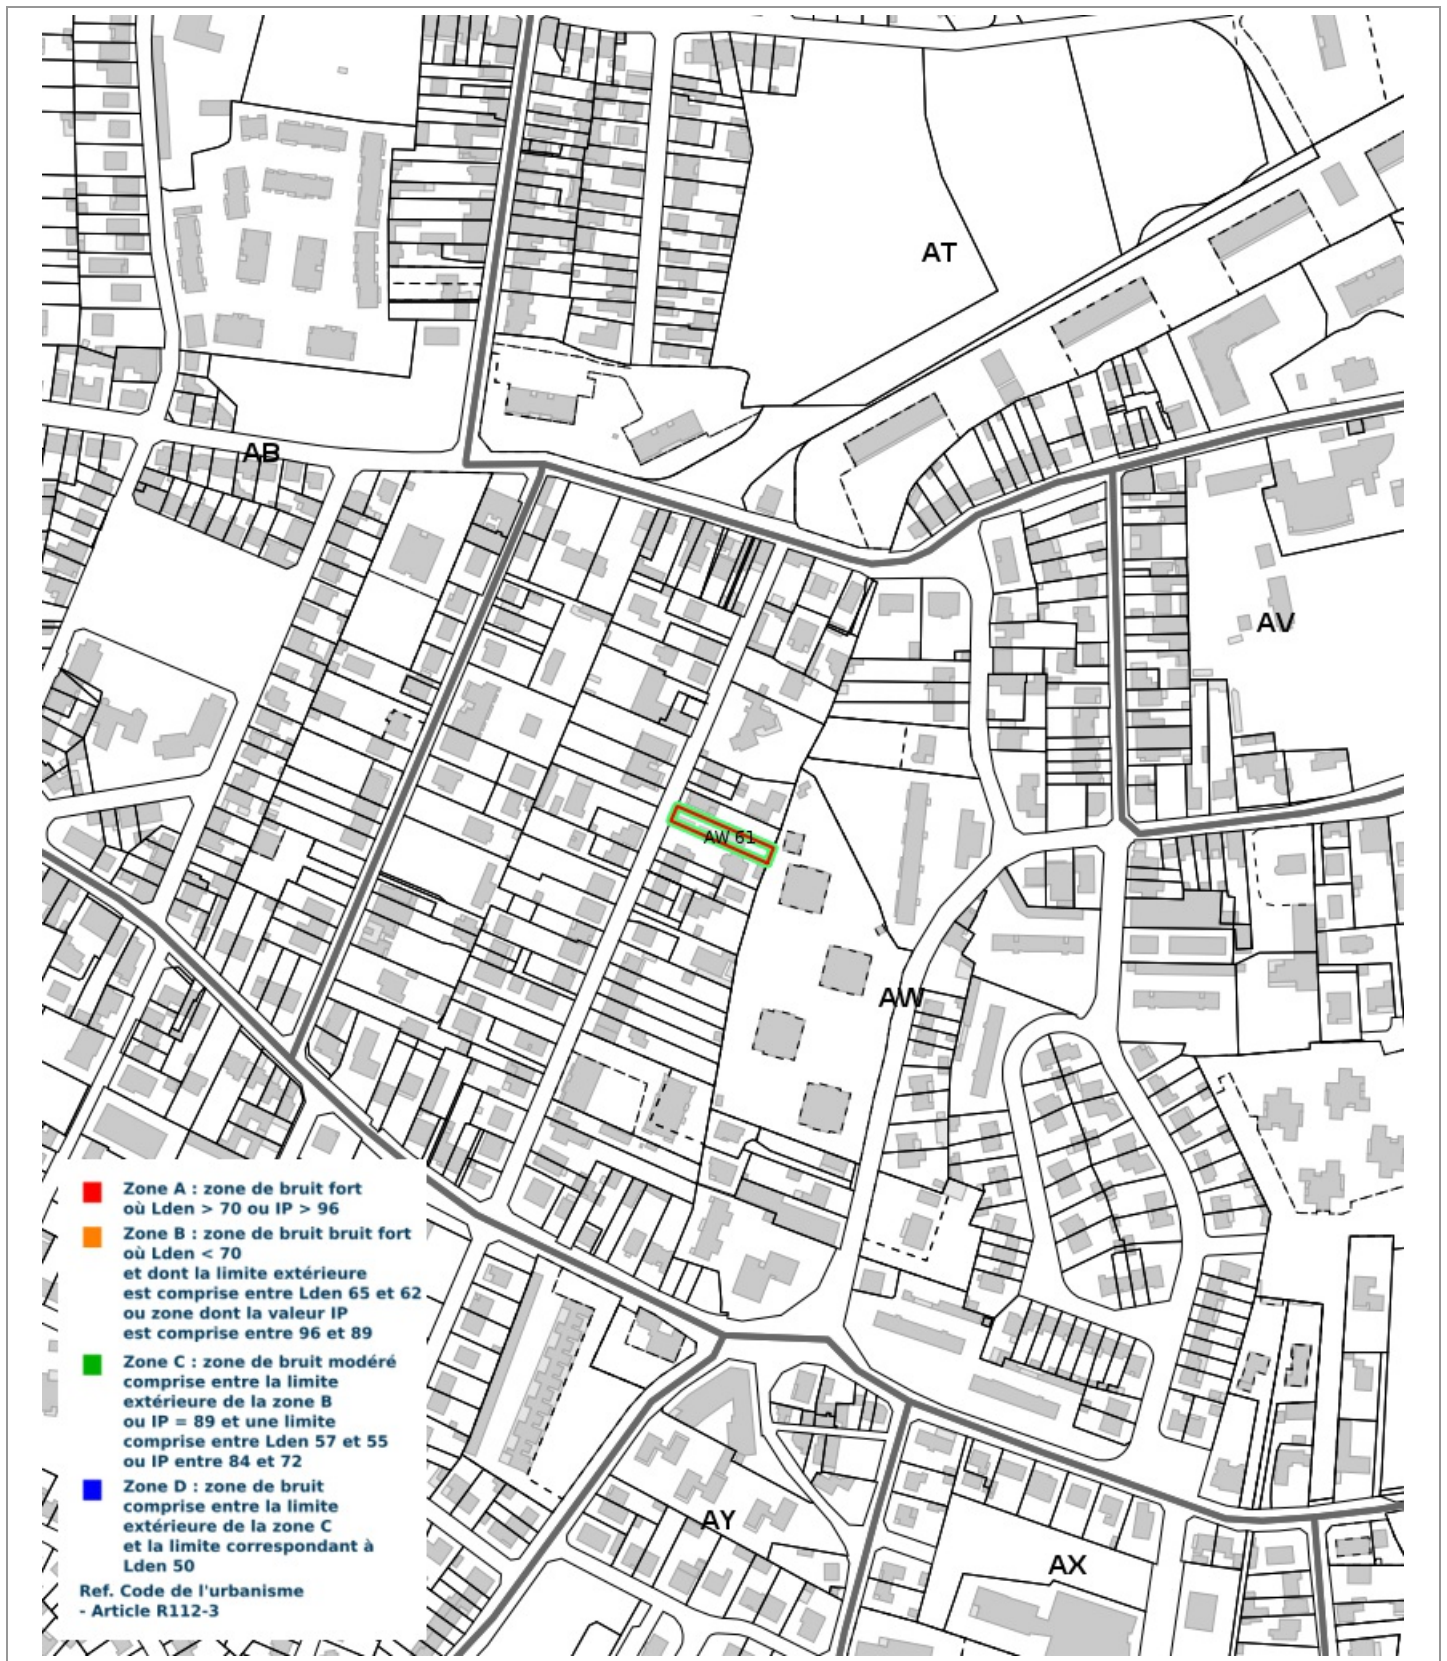 AT
AB
AV
AW 61
AW
Zone A : zone de bruit fort
où Lden > 70 ou IP > 96
Zone B : zone de bruit bruit fort
où Lden < 70
et dont la limite extérieure
est comprise entre Lden 65 et 62
ou zone dont la valeur IP
est comprise entre 96 et 89
Zone C : zone de bruit modéré
comprise entre la limite
extérieure de la zone B
ou IP = 89 et une limite
comprise entre Lden 57 et 55
ou IP entre 84 et 72
Zone D : zone de bruit
comprise entre la limite
extérieure de la zone C
et la limite correspondant à
Lden 50
Ref. Code de l'urbanisme
- Article R112-3
AY
AX